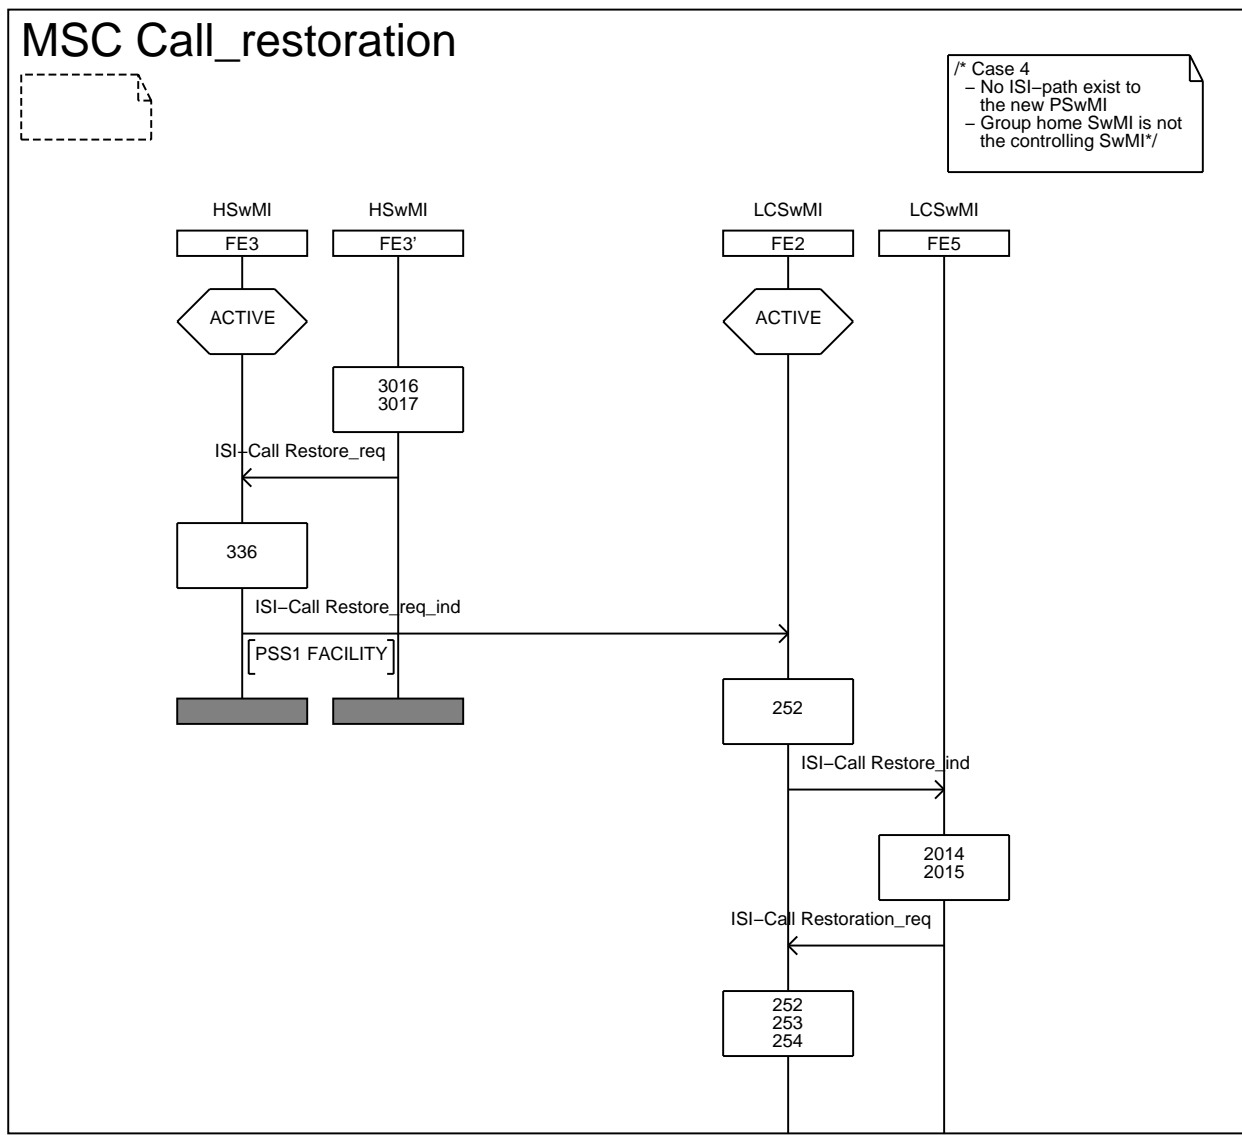 MSC Call_restoration
/* Case 4
– No ISI–path exist to
the new PSwMI
– Group home SwMI is not
the controlling SwMI*/
HSwMI HSwMI LCSwMI LCSwMI
FE3 FE3’ FE2 FE5
ACTIVE ACTIVE
3016
3017
ISI–Call Restore_req
336
ISI–Call Restore_req_ind
PSS1 FACILITY
252
ISI–Call Restore_ind
2014
2015
ISI–Call Restoration_req
252
253
254